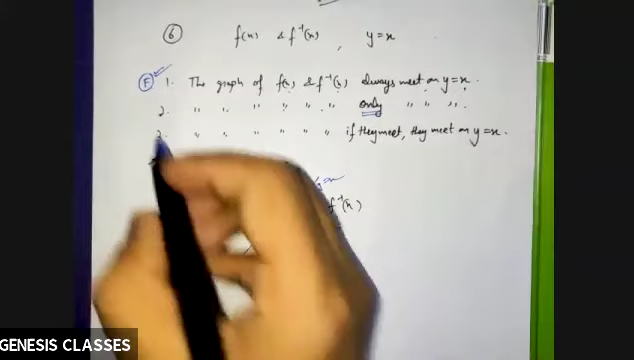 6 f(x) & f⁻¹(x), y=x
F 1. The graph of f(x) & f⁻¹(x) always meet on y=x.
2. " " " " " " only " " ".
3. " " " " " " if they meet, they meet on y=x.
y=x
f⁻¹(x)
GENESIS CLASSES